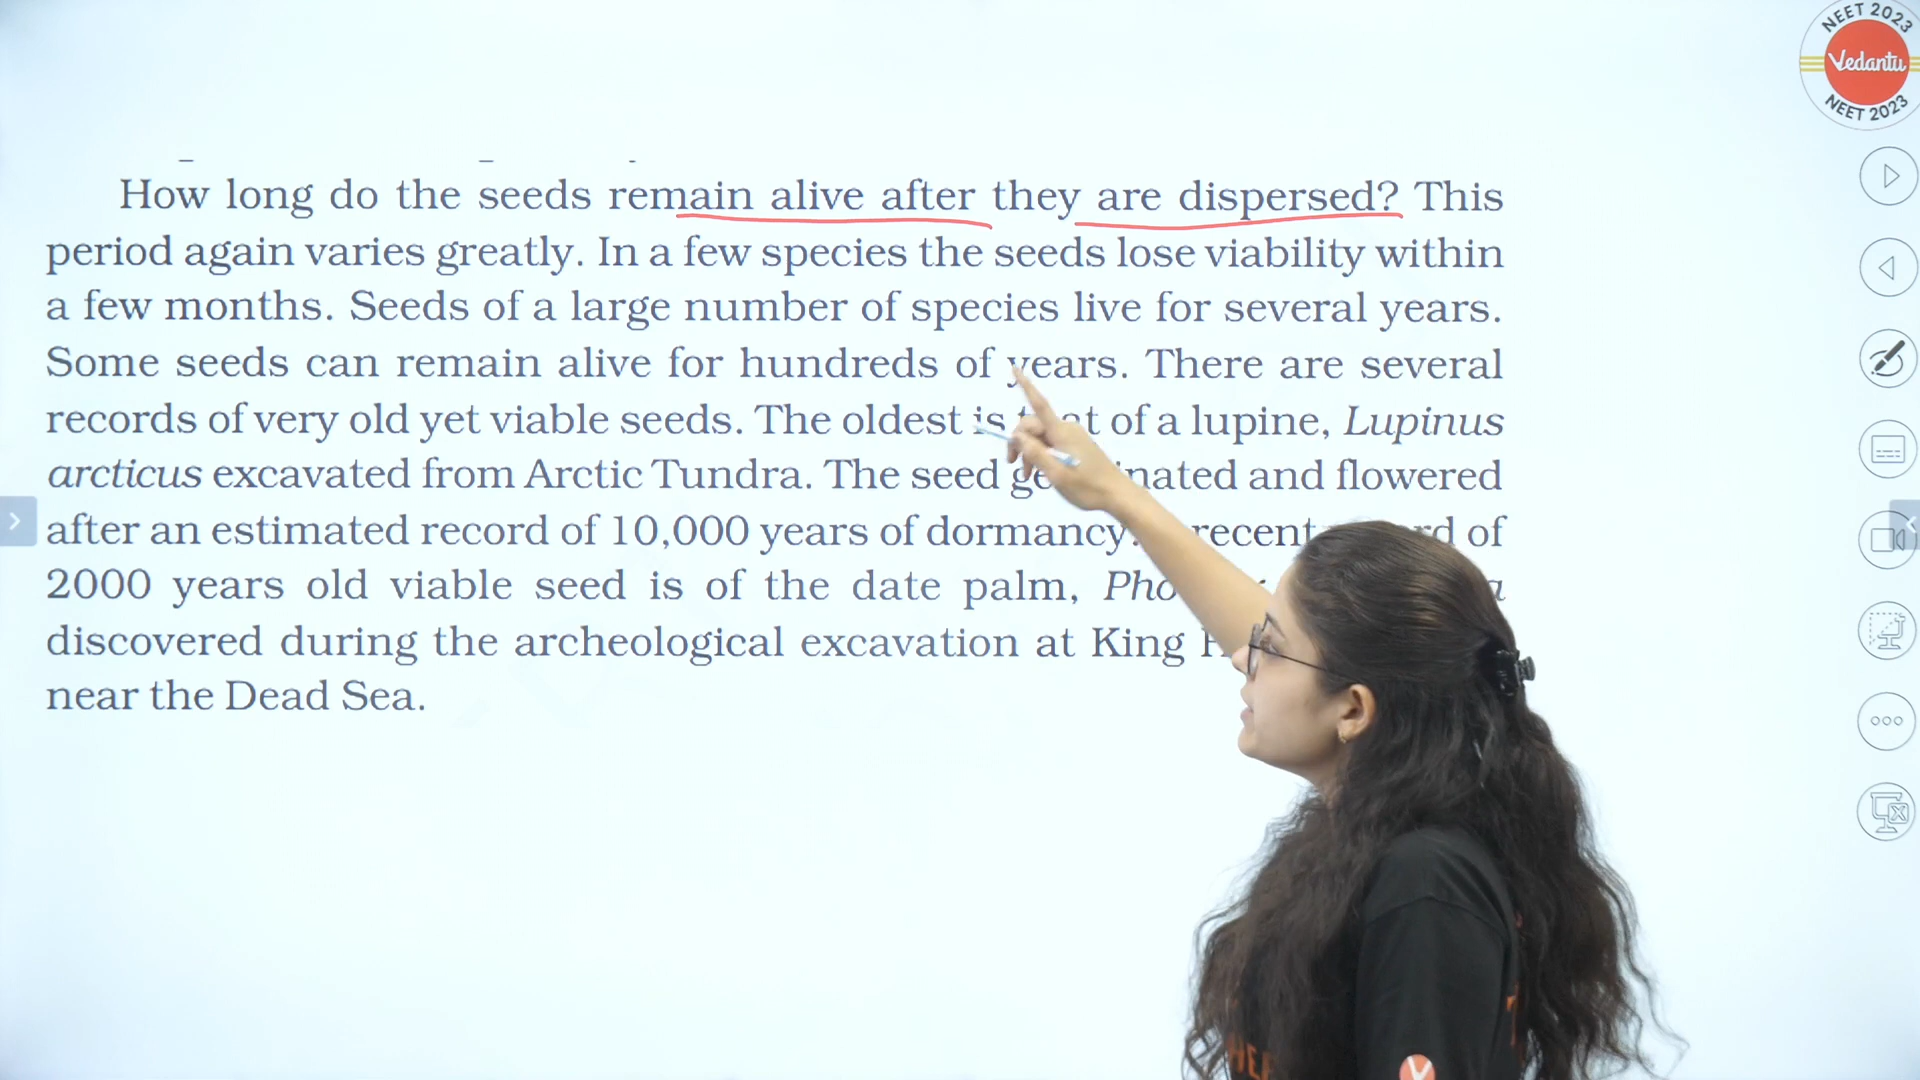 How long do the seeds remain alive after they are dispersed? This
period again varies greatly. In a few species the seeds lose viability within
a few months. Seeds of a large number of species live for several years.
Some seeds can remain alive for hundreds of years. There are several
records of very old yet viable seeds. The oldest is of a lupine, Lupinus
arcticus excavated from Arctic Tundra. The seed and flowered
after an estimated record of 10,000 years of dormancy. recent of
2000 years old viable seed is of the date palm,
discovered during the archeological excavation at King
near the Dead Sea.
NEET 2023
Vedantu
NEET 2023